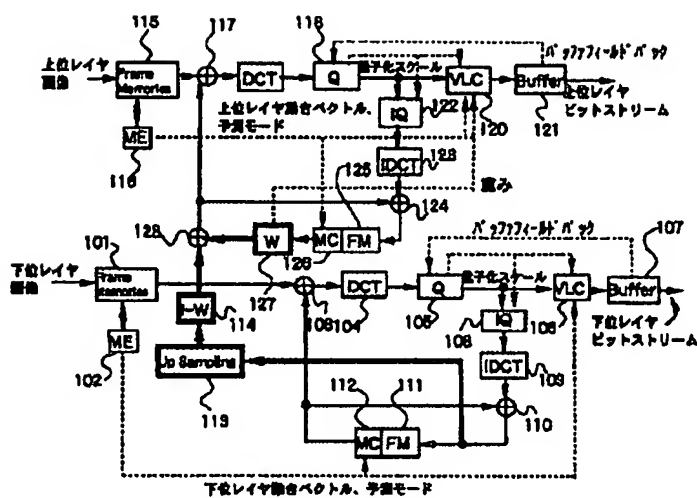 115
117
118
バッファフィールドバック
上位レイヤ
画像
Frame
Memories
DCT
Q
量子化スケール
VLC
Buffer
上位レイヤ
ビットストリーム
120
121
上位レイヤ動合ベクトル、
予測モード
IQ
122
ME
116
IDCT
123
重み
125
124
128
W
MC
FM
126
127
101
下位レイヤ
画像
Frame
Memories
バッファフィールドバック
107
DCT
Q
量子化スケール
VLC
Buffer
下位レイヤ
ビットストリーム
103
104
105
106
1-W
114
IQ
108
ME
102
Up Sampling
113
IDCT
109
112
111
110
MC
FM
下位レイヤ動合ベクトル、予測モード